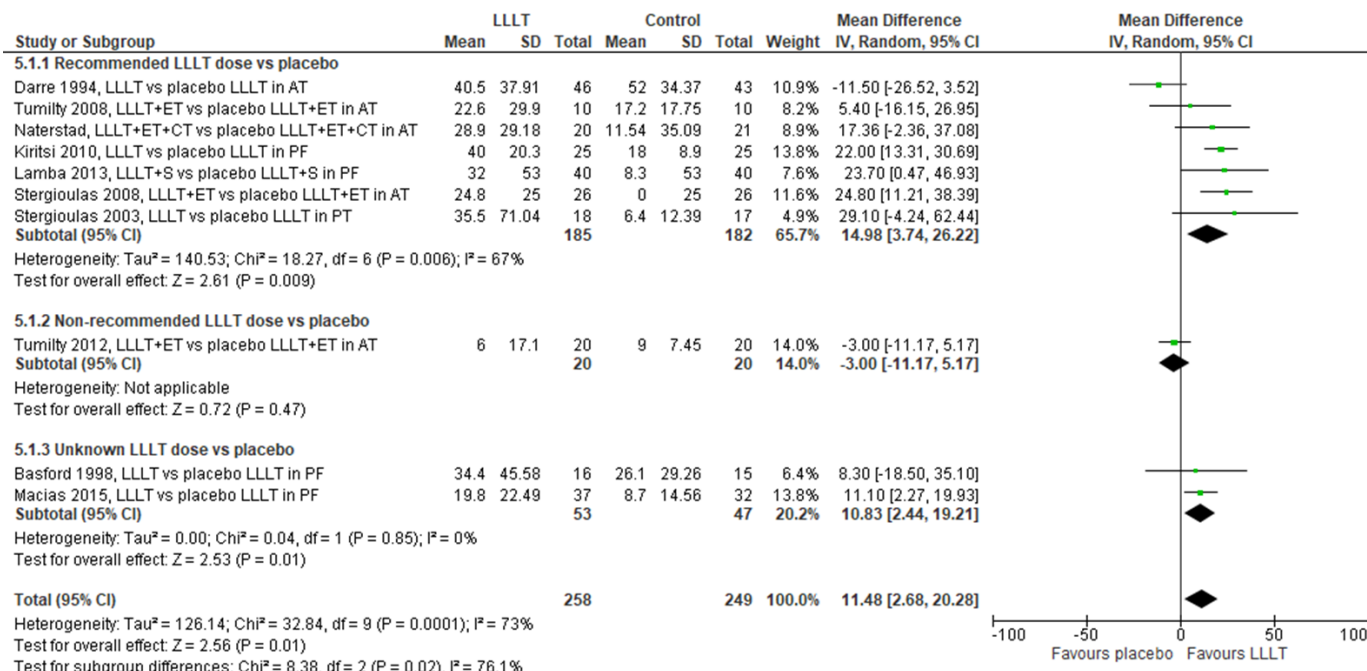 LLLT Control Mean Difference Mean Difference
Study or Subgroup Mean SD Total Mean SD Total Weight IV, Random, 95% CI IV, Random, 95% CI
5.1.1 Recommended LLLT dose vs placebo
Darre 1994, LLLT vs placebo LLLT in AT 40.5 37.91 46 52 34.37 43 10.9% -11.50 [-26.52, 3.52]
Tumilty 2008, LLLT+ET vs placebo LLLT+ET in AT 22.6 29.9 10 17.2 17.75 10 8.2% 5.40 [-16.15, 26.95]
Naterstad, LLLT+ET+CT vs placebo LLLT+ET+CT in AT 28.9 29.18 20 11.54 35.09 21 8.9% 17.36 [-2.36, 37.08]
Kiritsi 2010, LLLT vs placebo LLLT in PF 40 20.3 25 18 8.9 25 13.8% 22.00 [13.31, 30.69]
Lamba 2013, LLLT+S vs placebo LLLT+S in PF 32 53 40 8.3 53 40 7.6% 23.70 [0.47, 46.93]
Stergioulas 2008, LLLT+ET vs placebo LLLT+ET in AT 24.8 25 26 0 25 26 11.6% 24.80 [11.21, 38.39]
Stergioulas 2003, LLLT vs placebo LLLT in PT 35.5 71.04 18 6.4 12.39 17 4.9% 29.10 [-4.24, 62.44]
Subtotal (95% CI) 185 182 65.7% 14.98 [3.74, 26.22]
Heterogeneity: Tau² = 140.53; Chi² = 18.27, df = 6 (P = 0.006); I² = 67%
Test for overall effect: Z = 2.61 (P = 0.009)
5.1.2 Non-recommended LLLT dose vs placebo
Tumilty 2012, LLLT+ET vs placebo LLLT+ET in AT 6 17.1 20 9 7.45 20 14.0% -3.00 [-11.17, 5.17]
Subtotal (95% CI) 20 20 14.0% -3.00 [-11.17, 5.17]
Heterogeneity: Not applicable
Test for overall effect: Z = 0.72 (P = 0.47)
5.1.3 Unknown LLLT dose vs placebo
Basford 1998, LLLT vs placebo LLLT in PF 34.4 45.58 16 26.1 29.26 15 6.4% 8.30 [-18.50, 35.10]
Macias 2015, LLLT vs placebo LLLT in PF 19.8 22.49 37 8.7 14.56 32 13.8% 11.10 [2.27, 19.93]
Subtotal (95% CI) 53 47 20.2% 10.83 [2.44, 19.21]
Heterogeneity: Tau² = 0.00; Chi² = 0.04, df = 1 (P = 0.85); I² = 0%
Test for overall effect: Z = 2.53 (P = 0.01)
Total (95% CI) 258 249 100.0% 11.48 [2.68, 20.28]
Heterogeneity: Tau² = 126.14; Chi² = 32.84, df = 9 (P = 0.0001); I² = 73%
Test for overall effect: Z = 2.56 (P = 0.01)
Test for subgroup differences: Chi² = 8.38, df = 2 (P = 0.02), I² = 76.1%
-100 -50 0 50 100
Favours placebo Favours LLLT